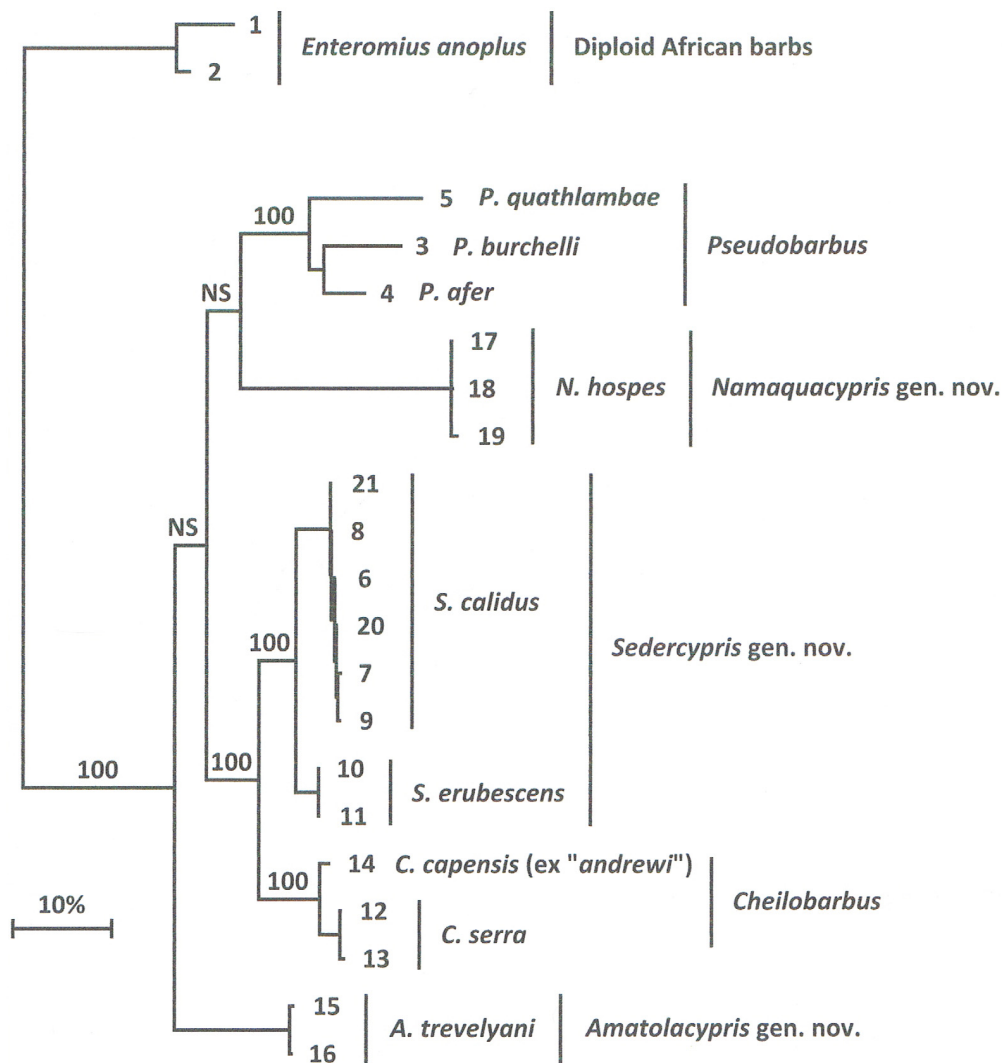 1
Enteromius anoplus
Diploid African barbs
2
5 P. quathlambae
100
3 P. burchelli
Pseudobarbus
NS
4 P. afer
17
18
N. hospes
Namaquacypris gen. nov.
19
21
NS
8
6
S. calidus
20
100
Sedercypris gen. nov.
7
9
100
100
10
S. erubescens
11
14 C. capensis (ex "andrewi")
100
10%
12
Cheilobarbus
C. serra
13
15
A. trevelyani
Amatolacypris gen. nov.
16